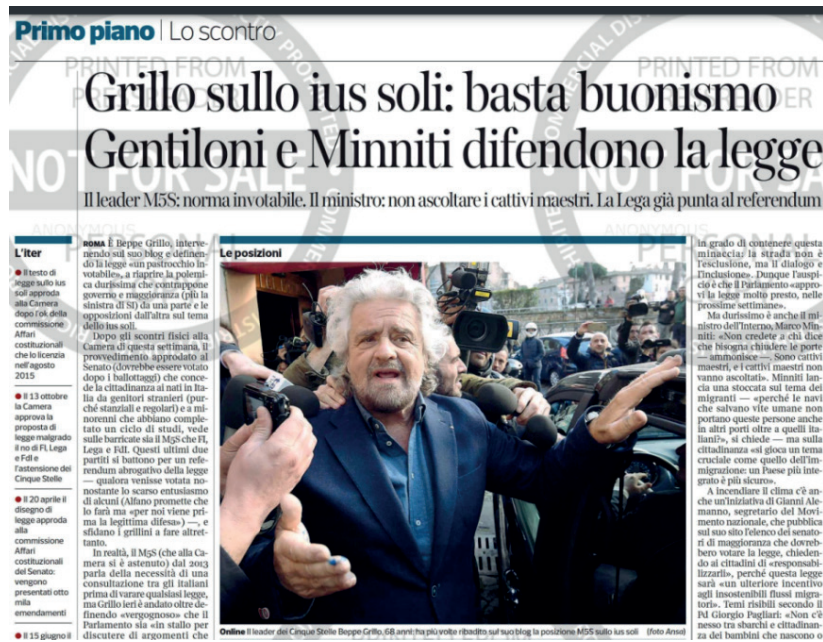 Primo piano | Lo scontro
Grillo sullo ius soli: basta buonismo
Gentiloni e Minniti difendono la legge
Il leader M5S: norma invotabile. Il ministro: non ascoltare i cattivi maestri. La Lega già punta al referendum
L'iter
● Il testo di
legge sullo ius
soli approda
alla Camera
dopo l'ok della
commissione
Affari
costituzionali
che lo licenzia
nell'agosto
2015
● Il 13 ottobre
la Camera
approva la
proposta di
legge malgrado
il no di FI, Lega
e FdI e
l'astensione dei
Cinque Stelle
● Il 20 aprile il
disegno di
legge approda
alla
commissione
Affari
costituzionali
del Senato:
vengono
presentati otto
mila
emendamenti
● Il 15 giugno il
ROMA È Beppe Grillo, interve-
nendo sul suo blog e definen-
do la legge «un pastrocchio in-
votabile», a riaprire la polemi-
ca durissima che contrappone
governo e maggioranza (più la
sinistra di SI) da una parte e le
opposizioni dall'altra sul tema
dello ius soli.
Dopo gli scontri fisici alla
Camera di questa settimana, il
provvedimento approdato al
Senato (dovrebbe essere votato
dopo i ballottaggi) che conce-
de la cittadinanza ai nati in Ita-
lia da genitori stranieri (pur-
ché stanziali e regolari) e a mi-
norenni che abbiano comple-
tato un ciclo di studi, vede
sulle barricate sia il M5S che FI,
Lega e FdI. Questi ultimi due
partiti si battono per un refe-
rendum abrogativo della legge
— qualora venisse votata no-
nostante lo scarso entusiasmo
di alcuni (Alfano promette che
lo farà ma «per noi viene pri-
ma la legittima difesa») —, e
sfidano i grillini a fare altret-
tanto.
In realtà, il M5S (che alla Ca-
mera si è astenuto) dal 2013
parla della necessità di una
consultazione tra gli italiani
prima di varare qualsiasi legge,
ma Grillo ieri è andato oltre de-
finendo «vergognoso» che il
Parlamento sia «in stallo per
discutere di argomenti che
Le posizioni
Online Il leader dei Cinque Stelle Beppe Grillo, 68 anni: ha più volte ribadito sul suo blog la posizione M5S sullo ius soli (foto Ansa)
in grado di contenere questa
minaccia: la strada non è
l'esclusione, ma il dialogo e
l'inclusione». Dunque l'auspi-
cio è che il Parlamento «appro-
vi la legge molto presto, nelle
prossime settimane».
Ma durissimo è anche il mi-
nistro dell'Interno, Marco Min-
niti: «Non credete a chi dice
che bisogna chiudere le porte
— ammonisce —. Sono cattivi
maestri, e i cattivi maestri non
vanno ascoltati». Minniti lan-
cia una stoccata sul tema dei
migranti — «perché le navi
che salvano vite umane non
portano queste persone anche
in altri porti oltre a quelli ita-
liani?», si chiede — ma sulla
cittadinanza «si gioca un tema
cruciale come quello dell'im-
migrazione: un Paese più inte-
grato è più sicuro».
A incendiare il clima c'è an-
che un'iniziativa di Gianni Ale-
manno, segretario del Movi-
mento nazionale, che pubblica
sul suo sito l'elenco dei senato-
ri di maggioranza che dovreb-
bero votare la legge, chieden-
do ai cittadini di «responsabi-
lizzarli», perché questa legge
sarà «un ulteriore incentivo
agli insostenibili flussi migra-
tori». Temi risibili secondo il
Pd Giorgio Pagliari: «Non c'è
nesso tra sbarchi e cittadinan-
za dei bambini che nascono e
PRINTED FROM
PRESSREADER
NOT FOR SALE
PRINTED FROM
NOT FOR SALE